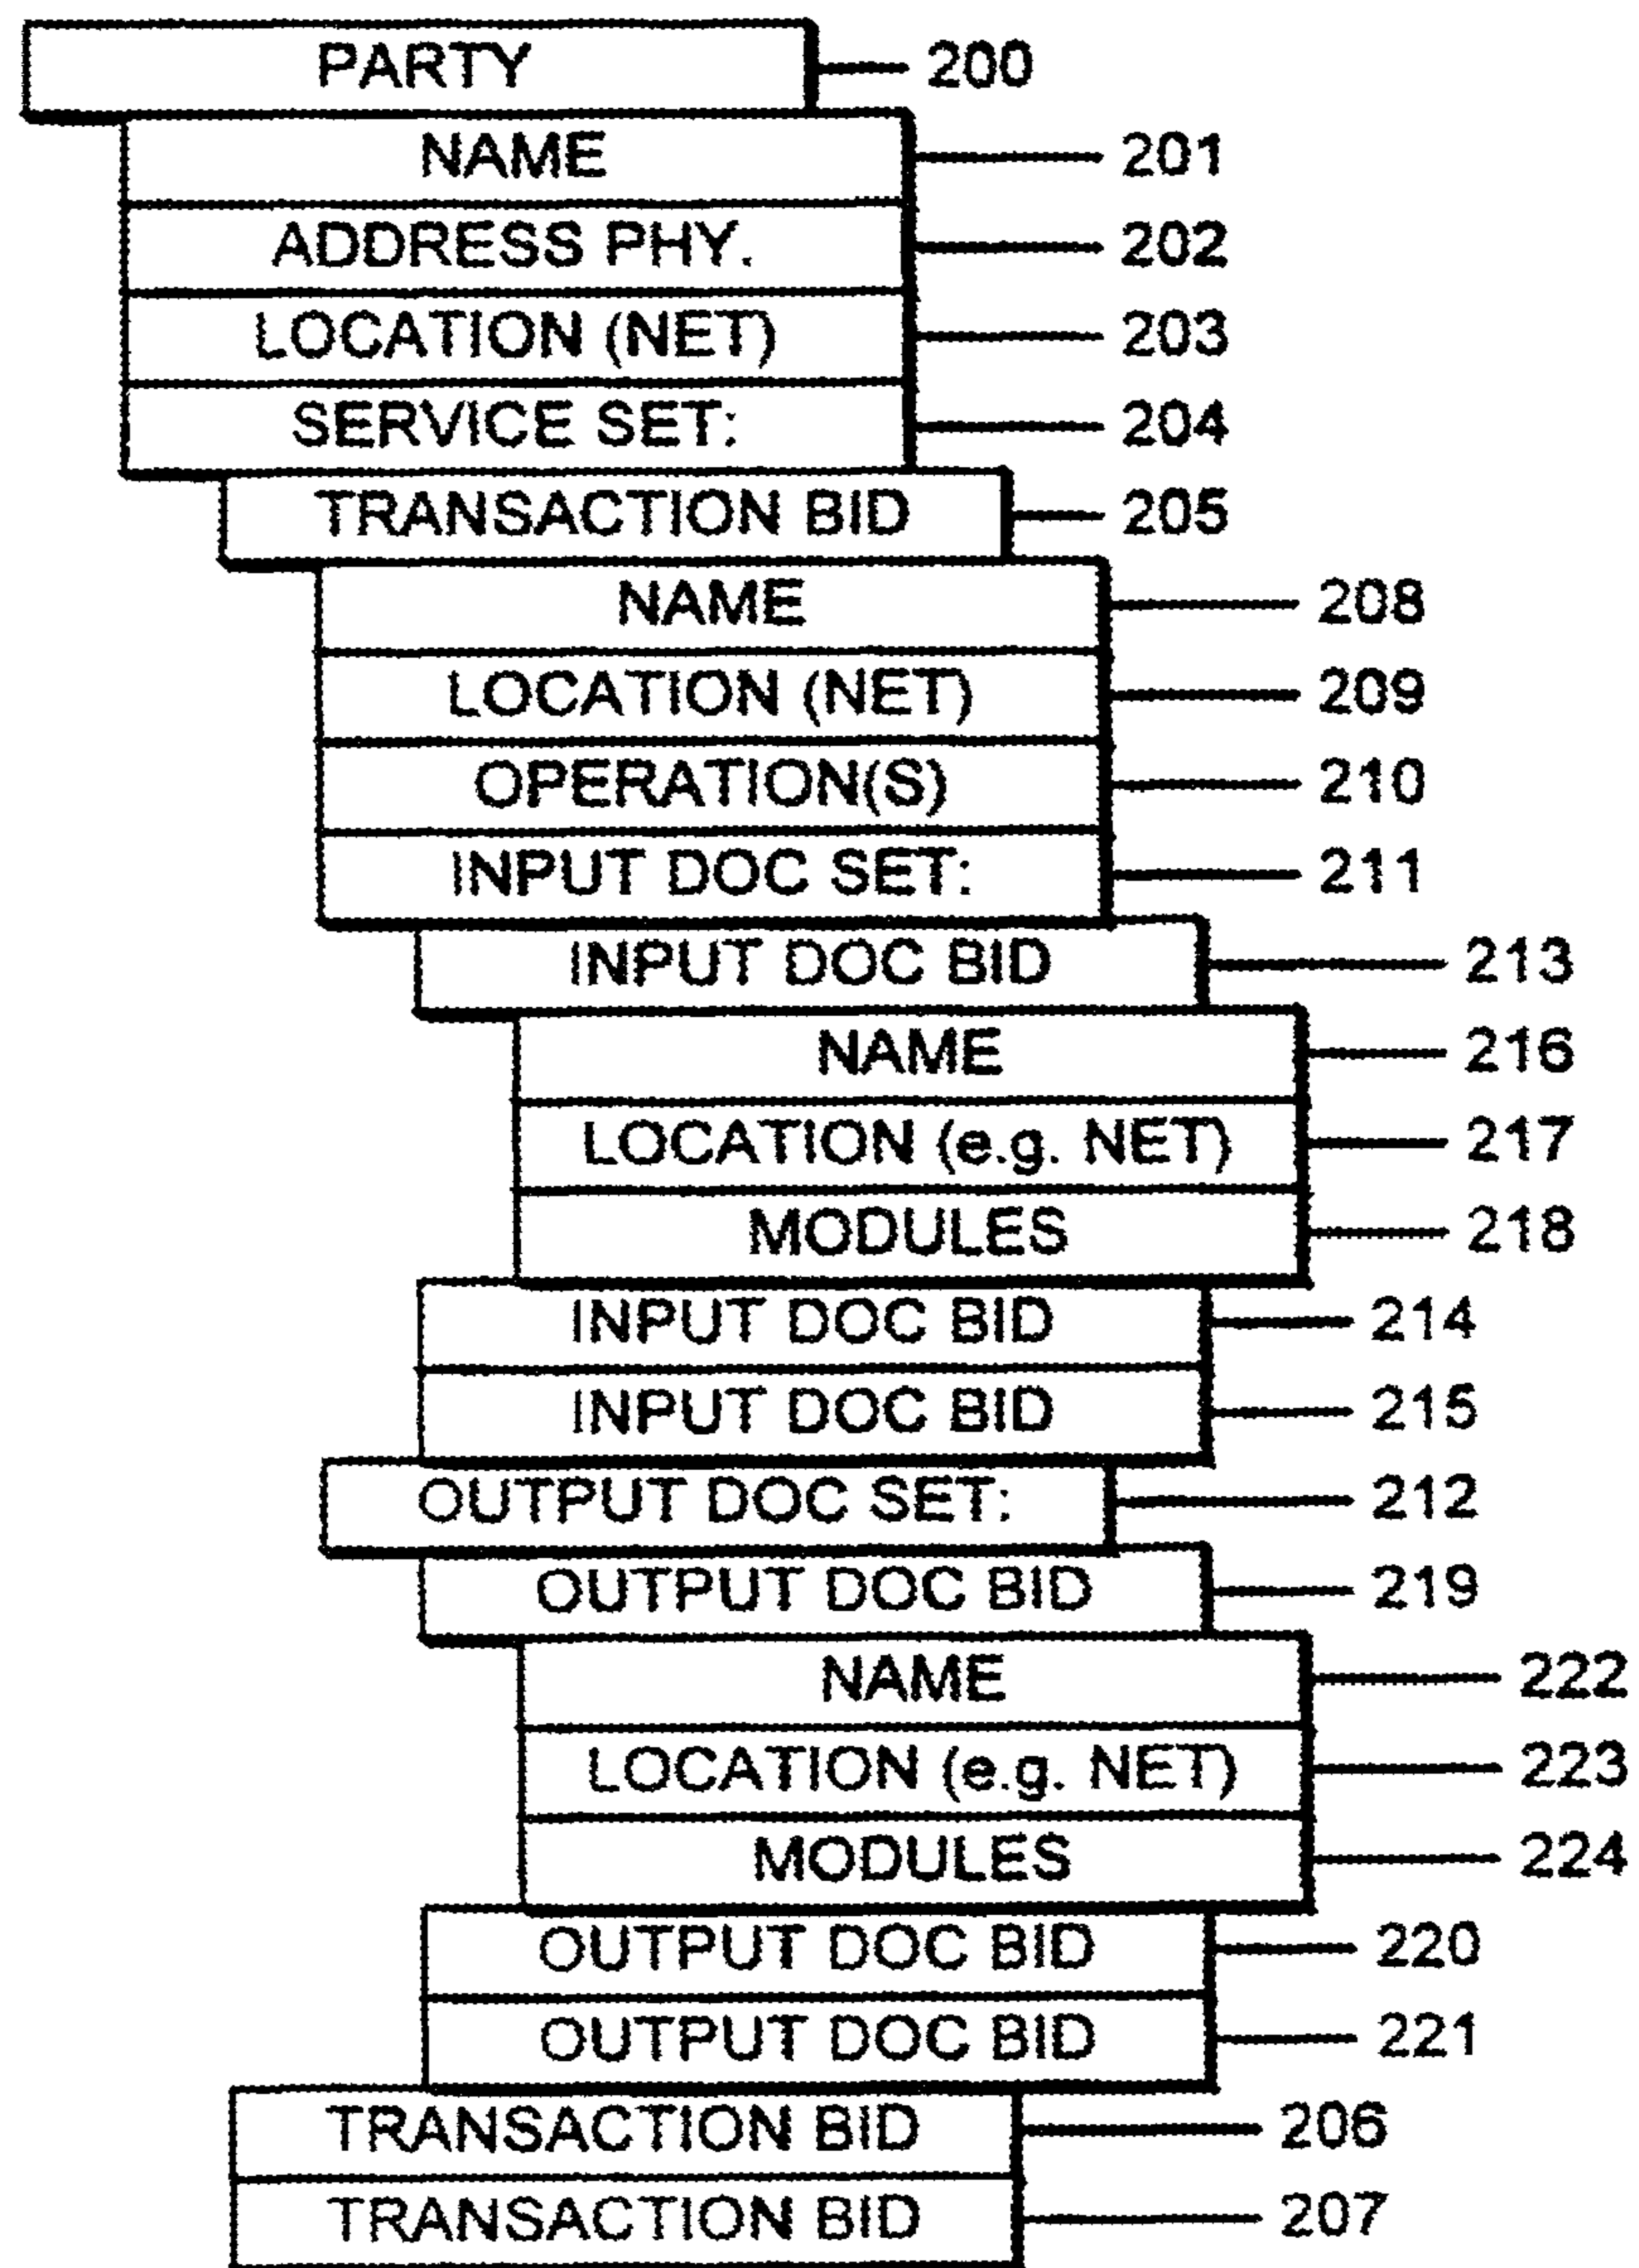 PARTY 200
NAME 201
ADDRESS PHY. 202
LOCATION (NET) 203
SERVICE SET: 204
TRANSACTION BID 205
NAME 208
LOCATION (NET) 209
OPERATION(S) 210
INPUT DOC SET: 211
INPUT DOC BID 213
NAME 216
LOCATION (e.g. NET) 217
MODULES 218
INPUT DOC BID 214
INPUT DOC BID 215
OUTPUT DOC SET: 212
OUTPUT DOC BID 219
NAME 222
LOCATION (e.g. NET) 223
MODULES 224
OUTPUT DOC BID 220
OUTPUT DOC BID 221
TRANSACTION BID 206
TRANSACTION BID 207